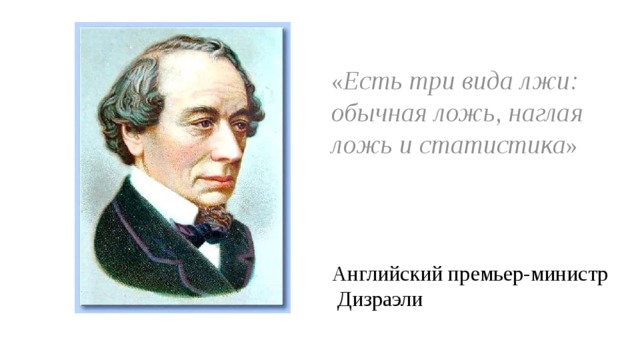 «Есть три вида лжи:
обычная ложь, наглая
ложь и статистика»
Английский премьер-министр
Дизраэли